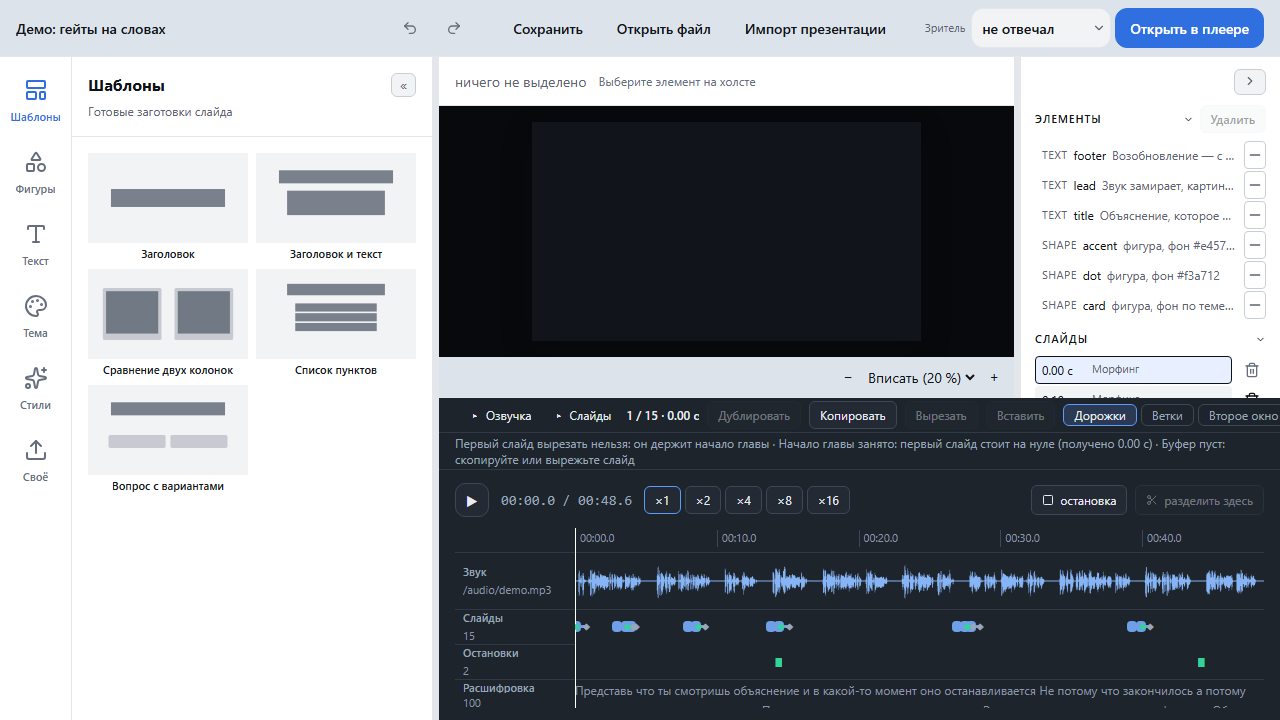 Демо: гейты на словах
Сохранить
Открыть файл
Импорт презентации
Зритель
не отвечал
Открыть в плеере
Шаблоны
Фигуры
Текст
Тема
Стили
Своё
Шаблоны
«
Готовые заготовки слайда
Заголовок
Заголовок и текст
Сравнение двух колонок
Список пунктов
Вопрос с вариантами
ничего не выделено Выберите элемент на холсте
− Вписать (20 %) +
ЭЛЕМЕНТЫ
Удалить
TEXT footer Возобновление — с ...
TEXT lead Звук замирает, картин...
TEXT title Объяснение, которое ...
SHAPE accent фигура, фон #e457...
SHAPE dot фигура, фон #f3a712
SHAPE card фигура, фон по теме...
СЛАЙДЫ
0.00 с Морфинг
▸ Озвучка ▸ Слайды 1 / 15 · 0.00 с Дублировать Копировать Вырезать Вставить Дорожки Ветки Второе окно
Первый слайд вырезать нельзя: он держит начало главы · Начало главы занято: первый слайд стоит на нуле (получено 0.00 с) · Буфер пуст:
скопируйте или вырежьте слайд
00:00.0 / 00:48.6 ×1 ×2 ×4 ×8 ×16 остановка разделить здесь
00:00.0 00:10.0 00:20.0 00:30.0 00:40.0
Звук
/audio/demo.mp3
Слайды
15
Остановки
2
Расшифровка
100
Представь что ты смотришь объяснение и в какой-то момент оно останавливается Не потому что закончилось а потому